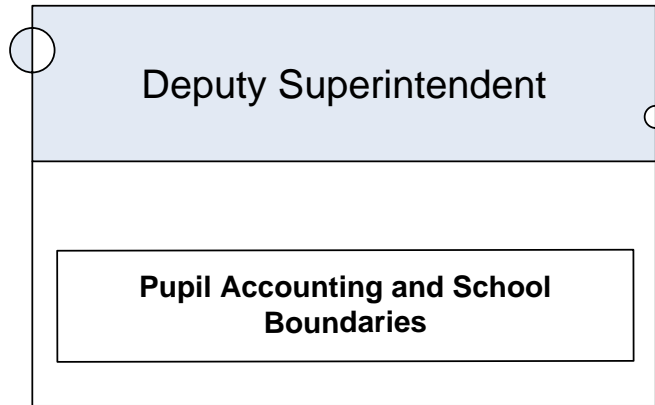 Deputy Superintendent
Pupil Accounting and School
Boundaries